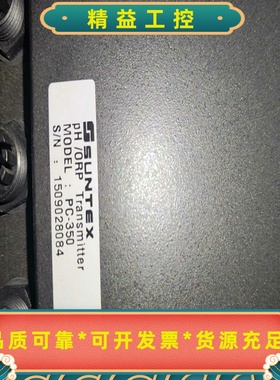 精益工控
SUNTEX
pH /ORP Transmitter
MODEL : PC-350
S/N : 1509028084
品质可靠*可开发票*货源充足